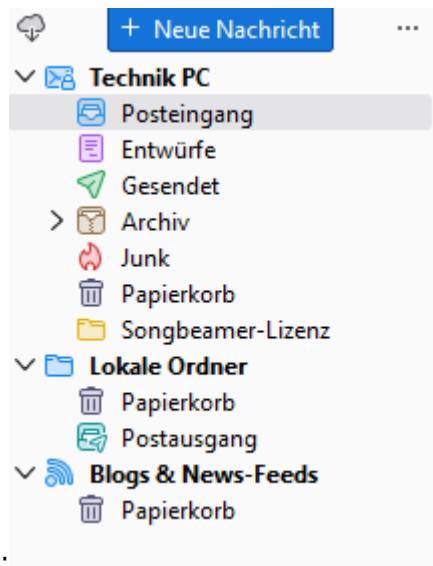 + Neue Nachricht ...
Technik PC
Posteingang
Entwürfe
Gesendet
Archiv
Junk
Papierkorb
Songbeamer-Lizenz
Lokale Ordner
Papierkorb
Postausgang
Blogs & News-Feeds
Papierkorb
.